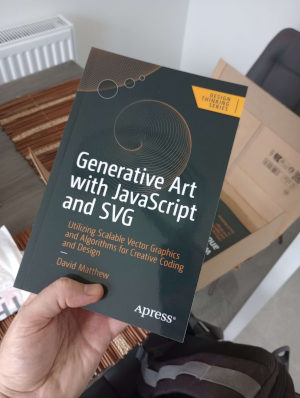 DESIGN
THINKING
SERIES
Generative Art
with JavaScript
and SVG
Utilizing Scalable Vector Graphics
and Algorithms for Creative Coding
and Design
David Matthew
Apress®